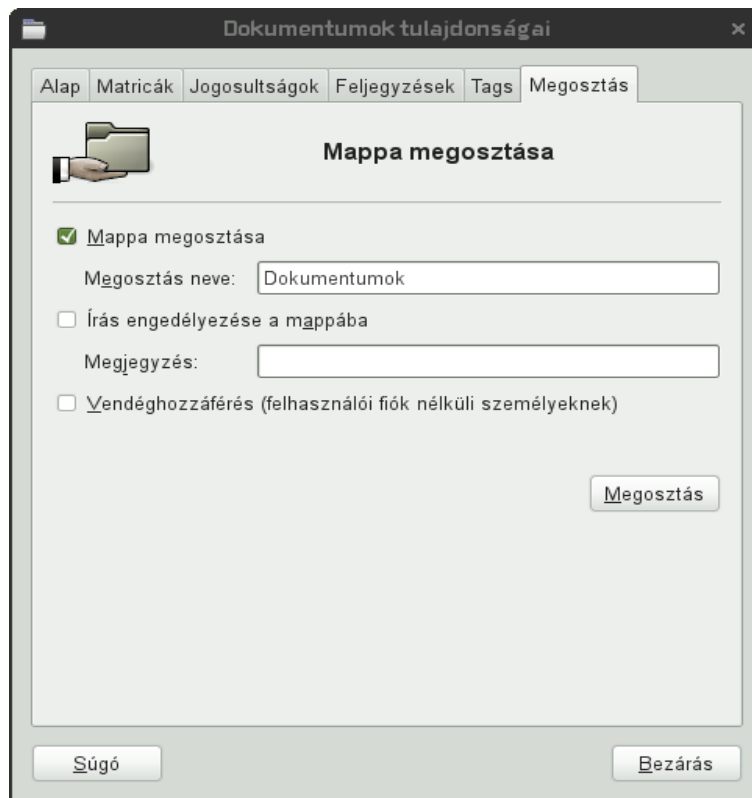 Dokumentumok tulajdonságai
Alap Matricák Jogosultságok Feljegyzések Tags Megosztás
Mappa megosztása
Mappa megosztása
Megosztás neve: Dokumentumok
Írás engedélyezése a mappába
Megjegyzés:
Vendéghozzáférés (felhasználói fiók nélküli személyeknek)
Megosztás
Súgó Bezárás